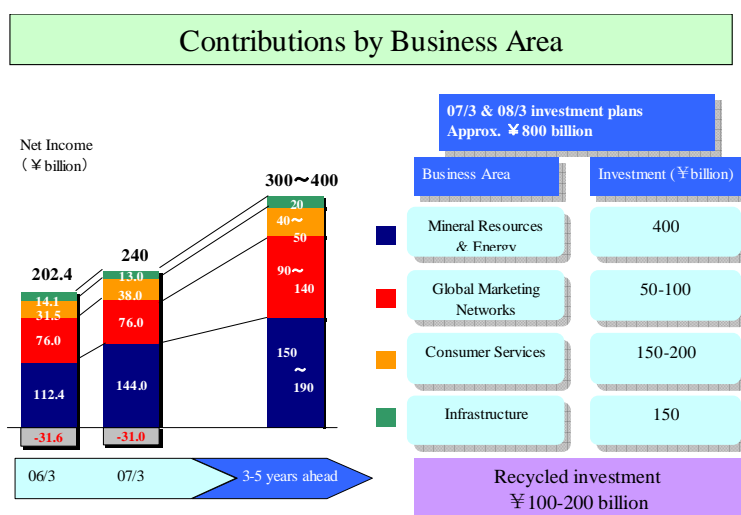 Contributions by Business Area
Net Income
(¥billion)
202.4
14.1
31.5
76.0
112.4
-31.6
240
13.0
38.0
76.0
144.0
-31.0
300～400
20
40～
50
90～
140
150
～
190
06/3
07/3
3-5 years ahead
07/3 & 08/3 investment plans
Approx. ¥800 billion
Business Area
Investment (¥billion)
Mineral Resources
& Energy
400
Global Marketing
Networks
50-100
Consumer Services
150-200
Infrastructure
150
Recycled investment
¥100-200 billion